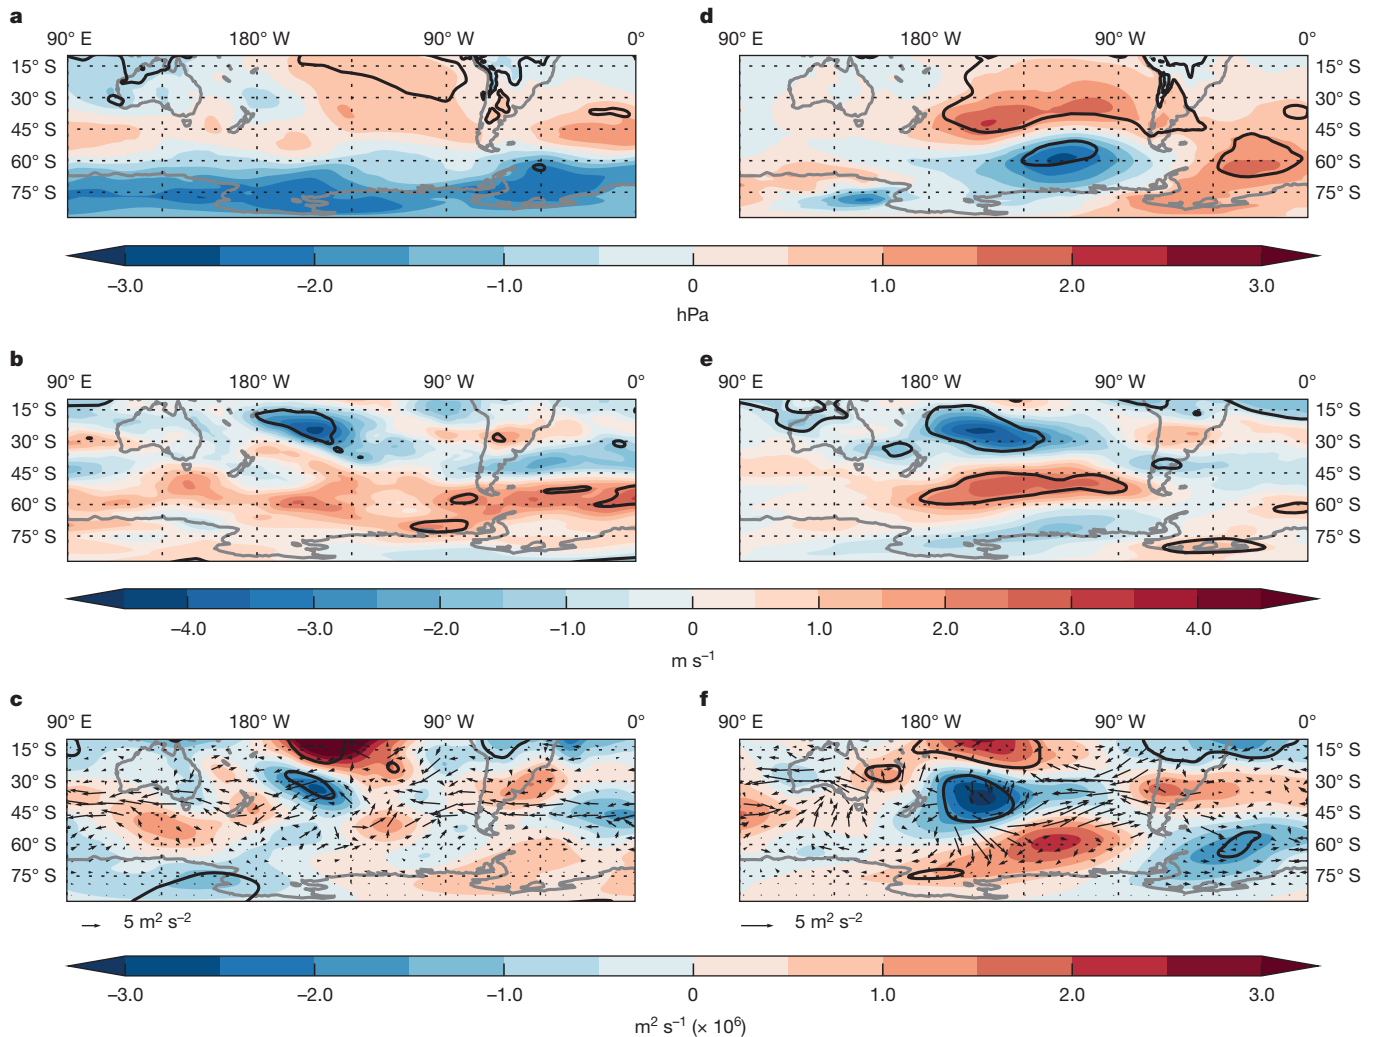 a
d
90° E 180° W 90° W 0°
90° E 180° W 90° W 0°
15° S 15° S
30° S 30° S
45° S 45° S
60° S 60° S
75° S 75° S
–3.0 –2.0 –1.0 0 1.0 2.0 3.0
hPa
b
e
90° E 180° W 90° W 0°
90° E 180° W 90° W 0°
15° S 15° S
30° S 30° S
45° S 45° S
60° S 60° S
75° S 75° S
–4.0 –3.0 –2.0 –1.0 0 1.0 2.0 3.0 4.0
m s⁻¹
c
f
90° E 180° W 90° W 0°
90° E 180° W 90° W 0°
15° S 15° S
30° S 30° S
45° S 45° S
60° S 60° S
75° S 75° S
5 m² s⁻² 5 m² s⁻²
–3.0 –2.0 –1.0 0 1.0 2.0 3.0
m² s⁻¹ (× 10⁶)